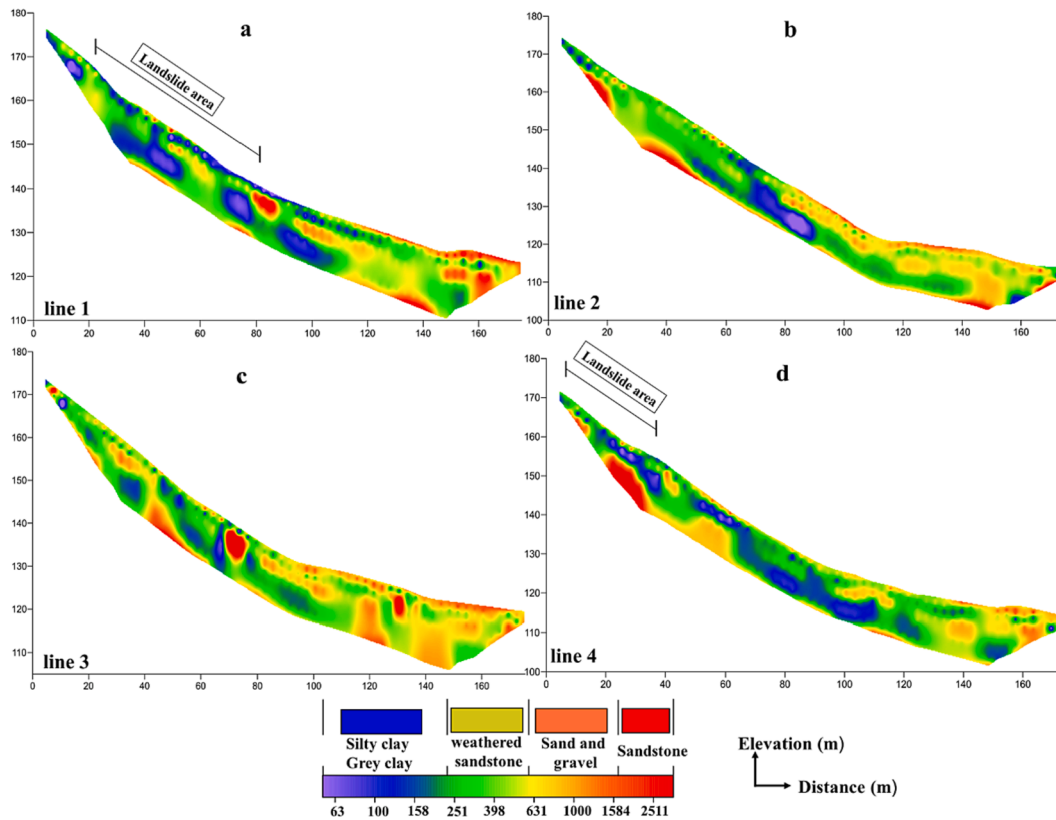 a
180
170
160
150
140
130
120
110
Landslide area
line 1
0 20 40 60 80 100 120 140 160
b
180
170
160
150
140
130
120
110
100
line 2
0 20 40 60 80 100 120 140 160
c
180
170
160
150
140
130
120
110
line 3
0 20 40 60 80 100 120 140 160
d
180
170
160
150
140
130
120
110
100
Landslide area
line 4
0 20 40 60 80 100 120 140 160
Silty clay
Grey clay
weathered
sandstone
Sand and
gravel
Sandstone
63 100 158 251 398 631 1000 1584 2511
Elevation (m)
Distance (m)